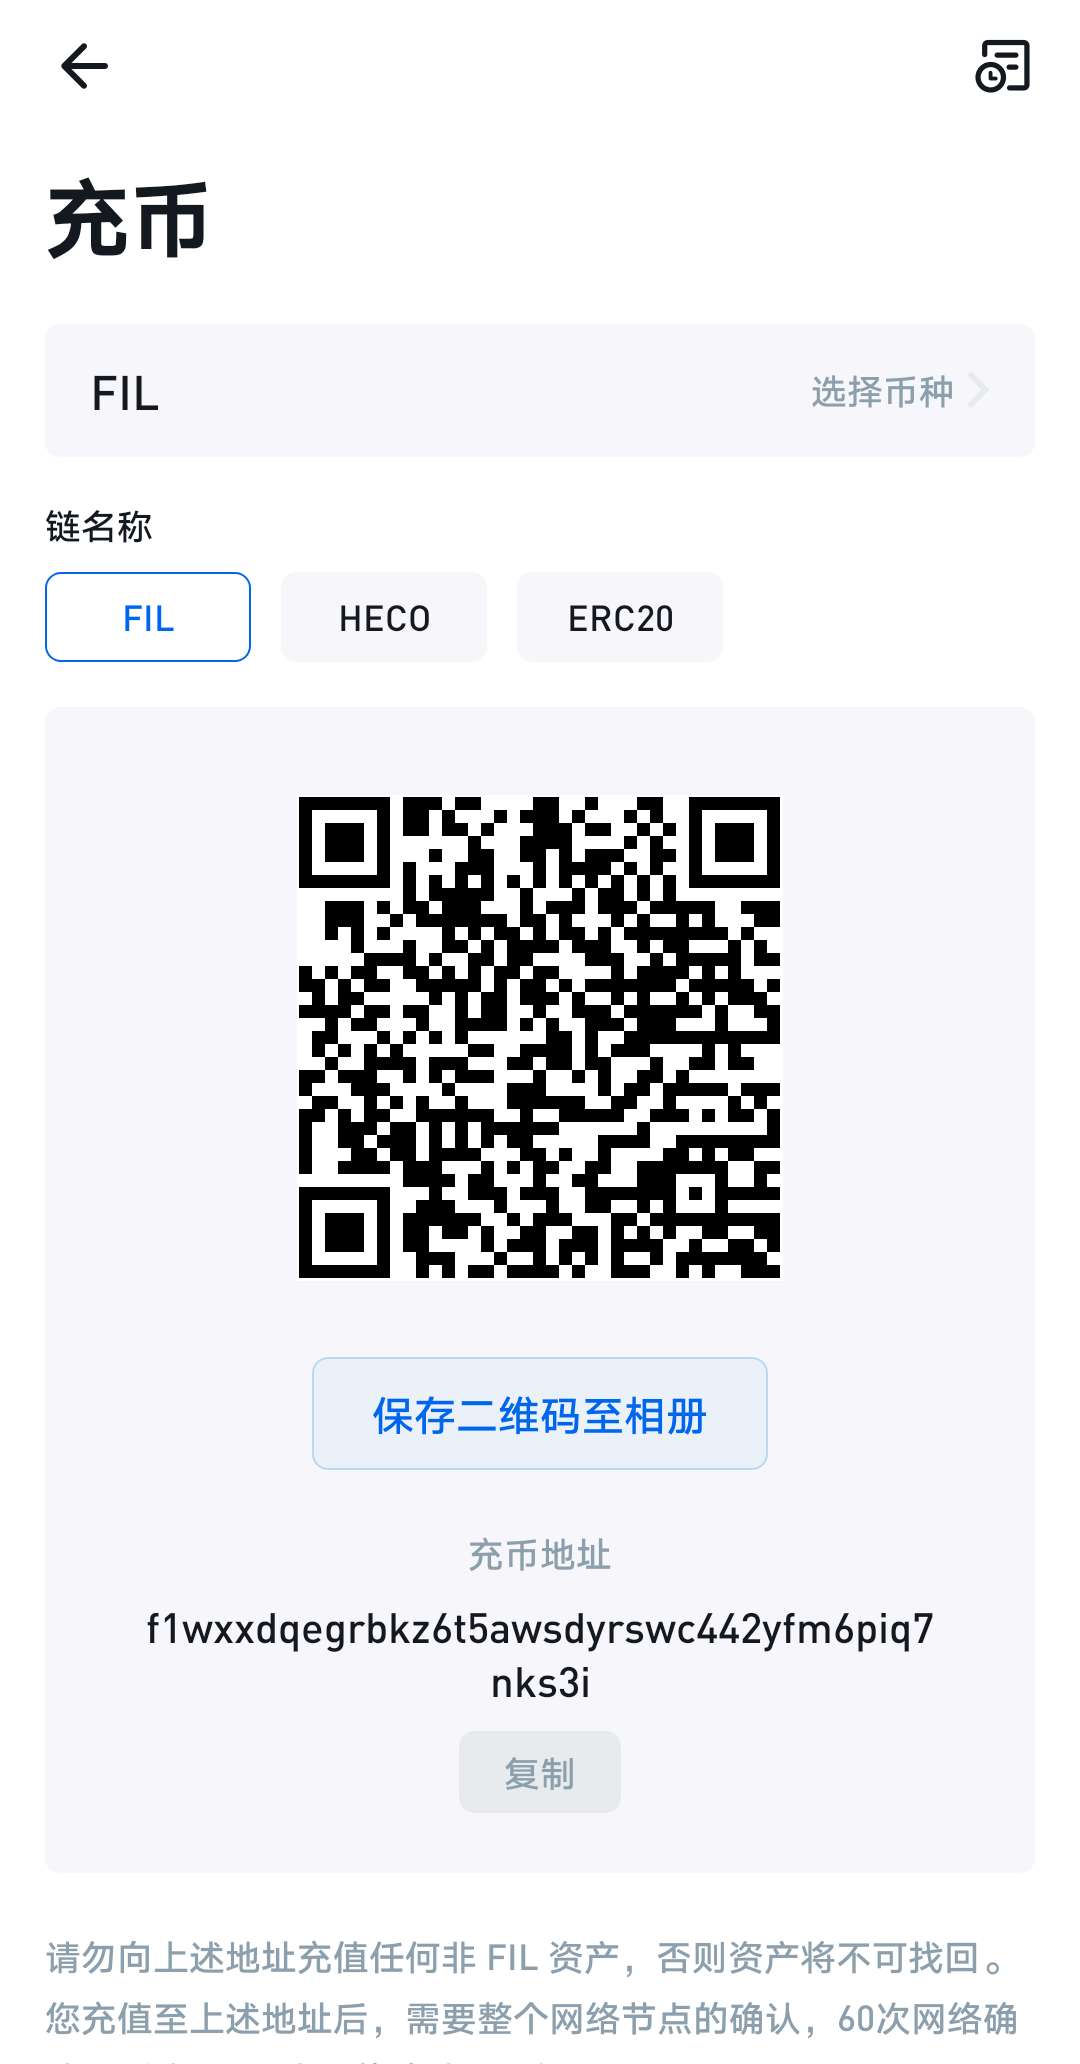 充币
FIL 选择币种
链名称
FIL HECO ERC20
保存二维码至相册
充币地址
f1wxxdqegrbkz6t5awsdyrswc442yfm6piq7
nks3i
复制
请勿向上述地址充值任何非 FIL 资产，否则资产将不可找回。
您充值至上述地址后，需要整个网络节点的确认，60次网络确